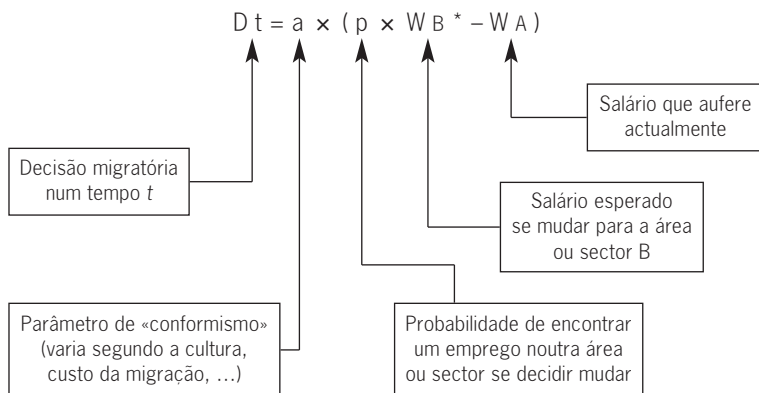 D t = a × ( p × W B * – W A )
Salário que aufere
actualmente
Decisão migratória
num tempo t
Salário esperado
se mudar para a área
ou sector B
Parâmetro de «conformismo»
(varia segundo a cultura,
custo da migração, ...)
Probabilidade de encontrar
um emprego noutra área
ou sector se decidir mudar